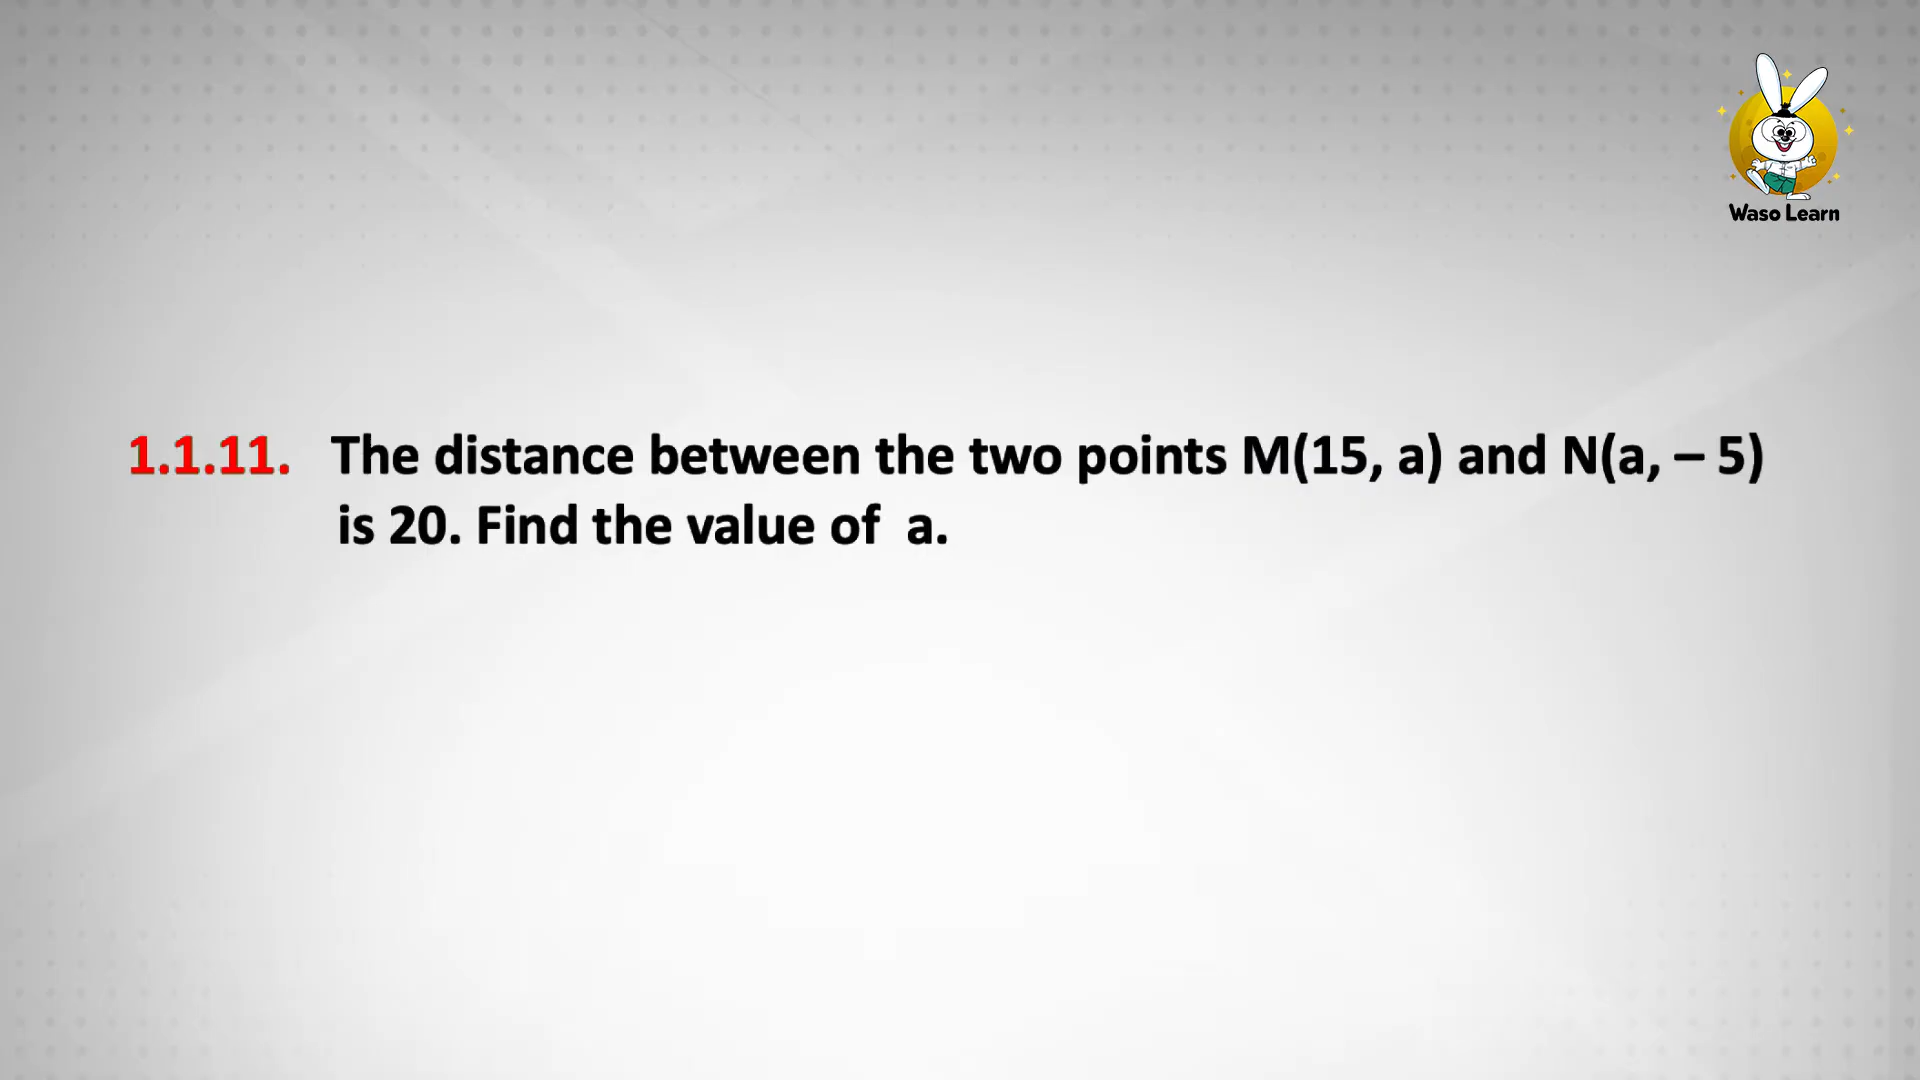 Waso Learn
1.1.11. The distance between the two points M(15, a) and N(a, – 5)
is 20. Find the value of a.